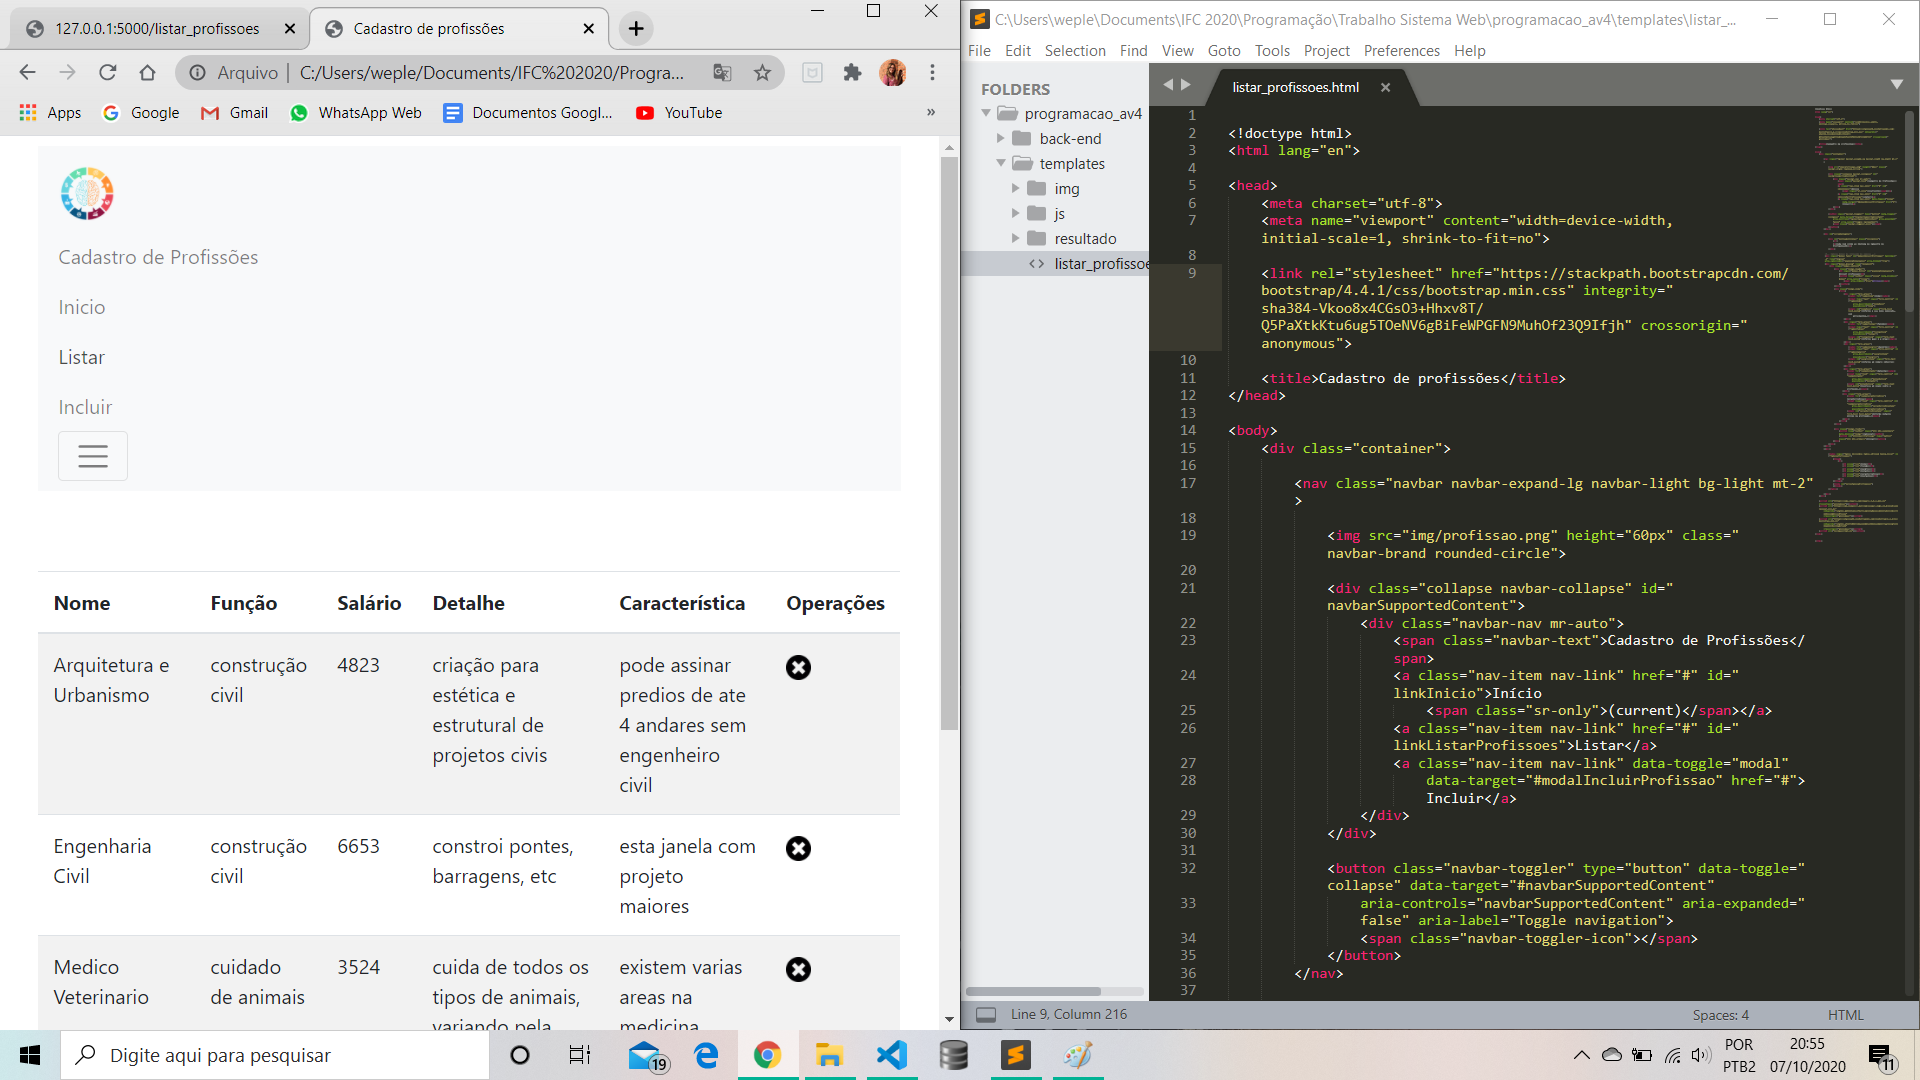 127.0.0.1:5000/listar_profissoes
Cadastro de profissões
Arquivo | C:/Users/weple/Documents/IFC%202020/Progra...
Apps
Google
Gmail
WhatsApp Web
Documentos Googl...
YouTube
»
Cadastro de Profissões
Inicio
Listar
Incluir
Nome Função Salário Detalhe Característica Operações
Arquitetura e construção 4823 criação para pode assinar
Urbanismo civil estética e predios de ate
estrutural de 4 andares sem
projetos civis engenheiro
civil
Engenharia construção 6653 constroi pontes, esta janela com
Civil civil barragens, etc projeto
maiores
Medico cuidado 3524 cuida de todos os existem varias
Veterinario de animais tipos de animais, areas na
variando pela medicina
C:\Users\weple\Documents\IFC 2020\Programação\Trabalho Sistema Web\programacao_av4\templates\listar_...
File Edit Selection Find View Goto Tools Project Preferences Help
FOLDERS
programacao_av4
back-end
templates
img
js
resultado
<> listar_profissoe
listar_profissoes.html
1
2 <!doctype html>
3 <html lang="en">
4
5 <head>
6 <meta charset="utf-8">
7 <meta name="viewport" content="width=device-width,
initial-scale=1, shrink-to-fit=no">
8
9 <link rel="stylesheet" href="https://stackpath.bootstrapcdn.com/
bootstrap/4.4.1/css/bootstrap.min.css" integrity="
sha384-Vkoo8x4CGsO3+Hhxv8T/
Q5PaXtkKtu6ug5TOeNV6gBiFeWPGFN9MuhOf23Q9Ifjh" crossorigin="
anonymous">
10
11 <title>Cadastro de profissões</title>
12 </head>
13
14 <body>
15 <div class="container">
16
17 <nav class="navbar navbar-expand-lg navbar-light bg-light mt-2"
>
18
19 <img src="img/profissao.png" height="60px" class="
navbar-brand rounded-circle">
20
21 <div class="collapse navbar-collapse" id="
navbarSupportedContent">
22 <div class="navbar-nav mr-auto">
23 <span class="navbar-text">Cadastro de Profissões</
span>
24 <a class="nav-item nav-link" href="#" id="
linkInicio">Início
25 <span class="sr-only">(current)</span></a>
26 <a class="nav-item nav-link" href="#" id="
linkListarProfissoes">Listar</a>
27 <a class="nav-item nav-link" data-toggle="modal"
28 data-target="#modalIncluirProfissao" href="#">
Incluir</a>
29 </div>
30 </div>
31
32 <button class="navbar-toggler" type="button" data-toggle="
collapse" data-target="#navbarSupportedContent"
33 aria-controls="navbarSupportedContent" aria-expanded="
false" aria-label="Toggle navigation">
34 <span class="navbar-toggler-icon"></span>
35 </button>
36 </nav>
37
Line 9, Column 216
Spaces: 4
HTML
Digite aqui para pesquisar
19
POR
PTB2
20:55
07/10/2020
11